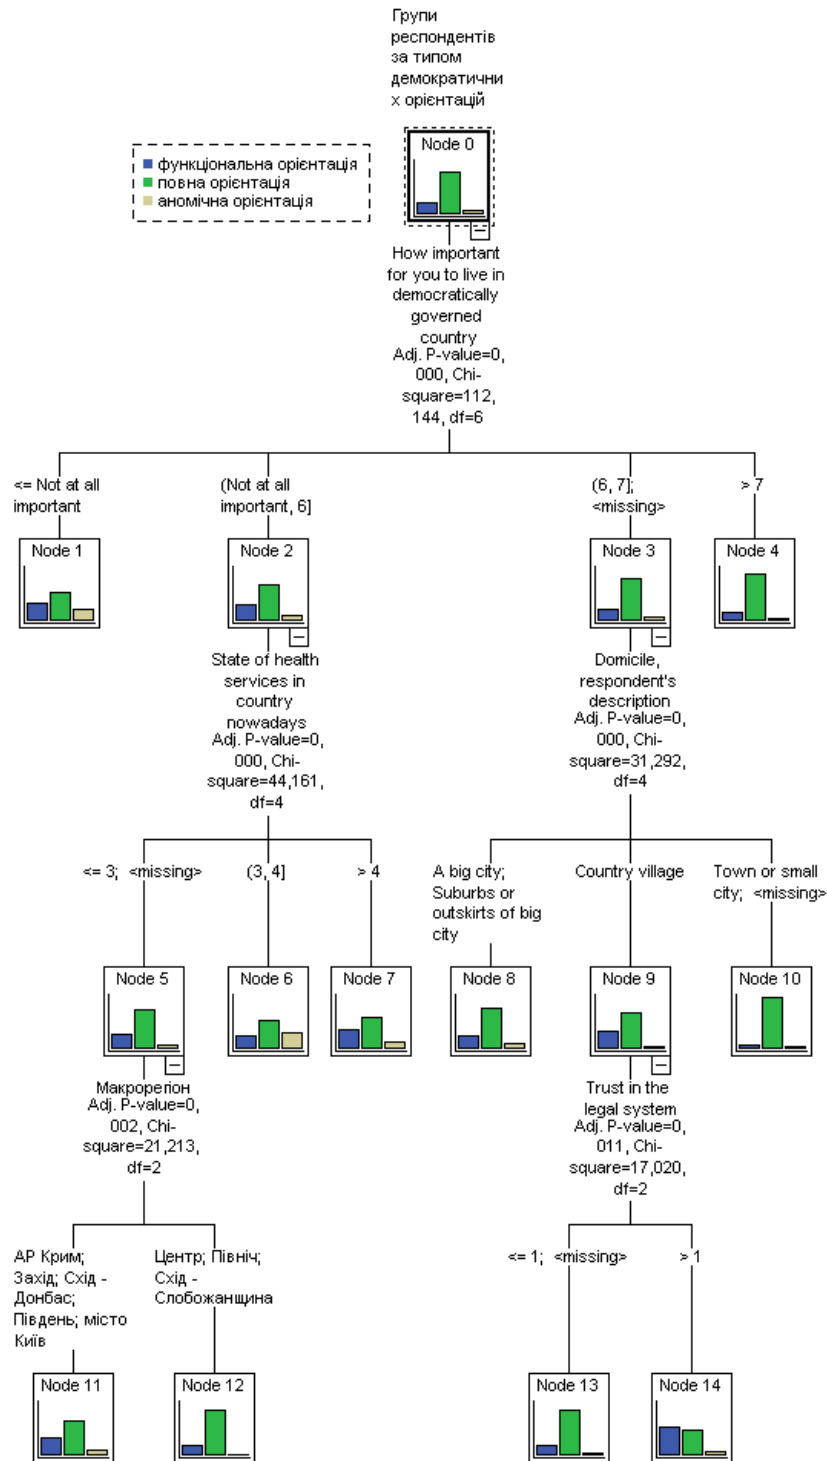 Групи
респондентів
за типом
демократични
х орієнтацій
Node 0
функціональна орієнтація
повна орієнтація
аномічна орієнтація
How important
for you to live in
democratically
governed
country
Adj. P-value=0,
000, Chi-
square=112,
144, df=6
<= Not at all
important
(Not at all
important, 6]
(6, 7];
<missing>
> 7
Node 1
Node 2
Node 3
Node 4
State of health
services in
country
nowadays
Adj. P-value=0,
000, Chi-
square=44,161,
df=4
Domicile,
respondent's
description
Adj. P-value=0,
000, Chi-
square=31,292,
df=4
<= 3; <missing>
(3, 4]
> 4
A big city;
Suburbs or
outskirts of big
city
Country village
Town or small
city; <missing>
Node 5
Node 6
Node 7
Node 8
Node 9
Node 10
Макрорегіон
Adj. P-value=0,
002, Chi-
square=21,213,
df=2
Trust in the
legal system
Adj. P-value=0,
011, Chi-
square=17,020,
df=2
АР Крим;
Захід; Схід -
Донбас;
Південь; місто
Київ
Центр; Північ;
Схід -
Слобожанщина
<= 1; <missing>
> 1
Node 11
Node 12
Node 13
Node 14